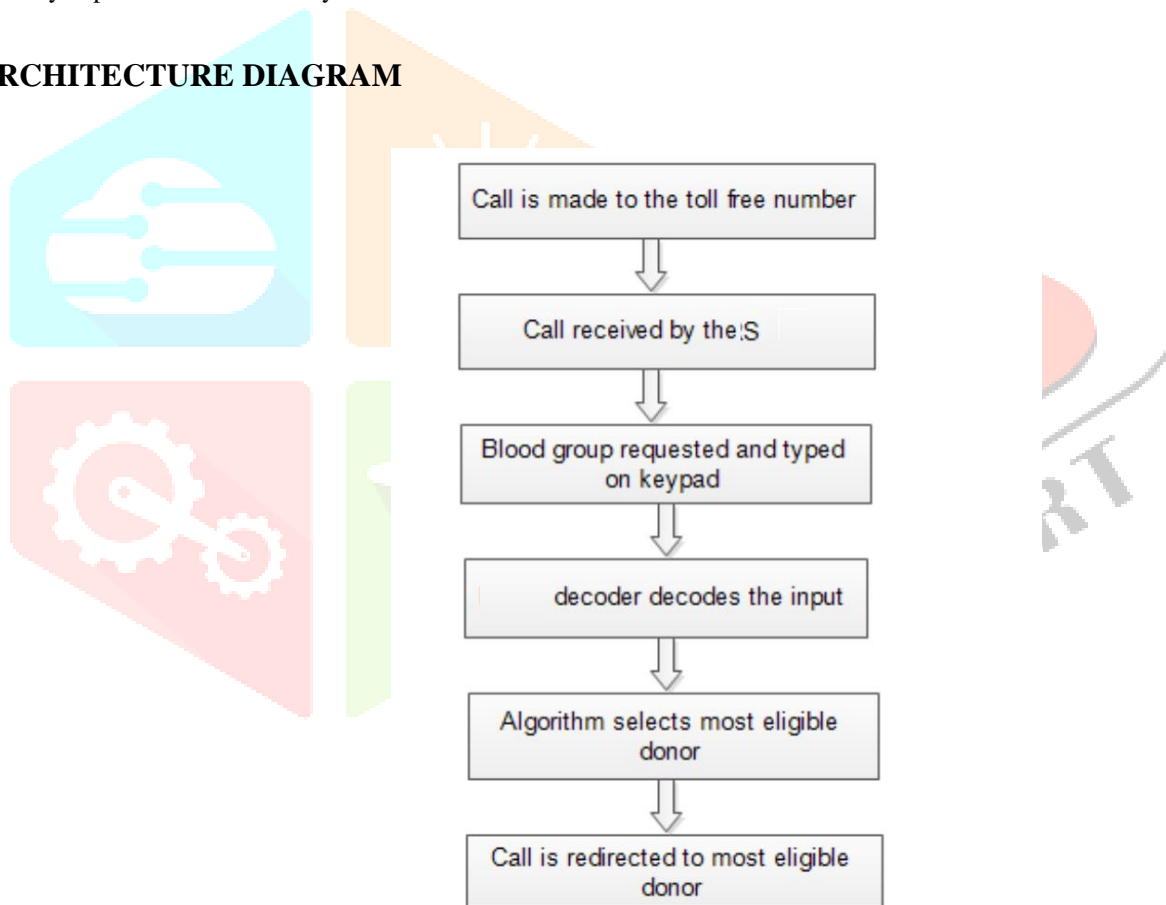 RCHITECTURE DIAGRAM
Call is made to the toll free number
Call received by the S
Blood group requested and typed
on keypad
decoder decodes the input
Algorithm selects most eligible
donor
Call is redirected to most eligible
donor
RT